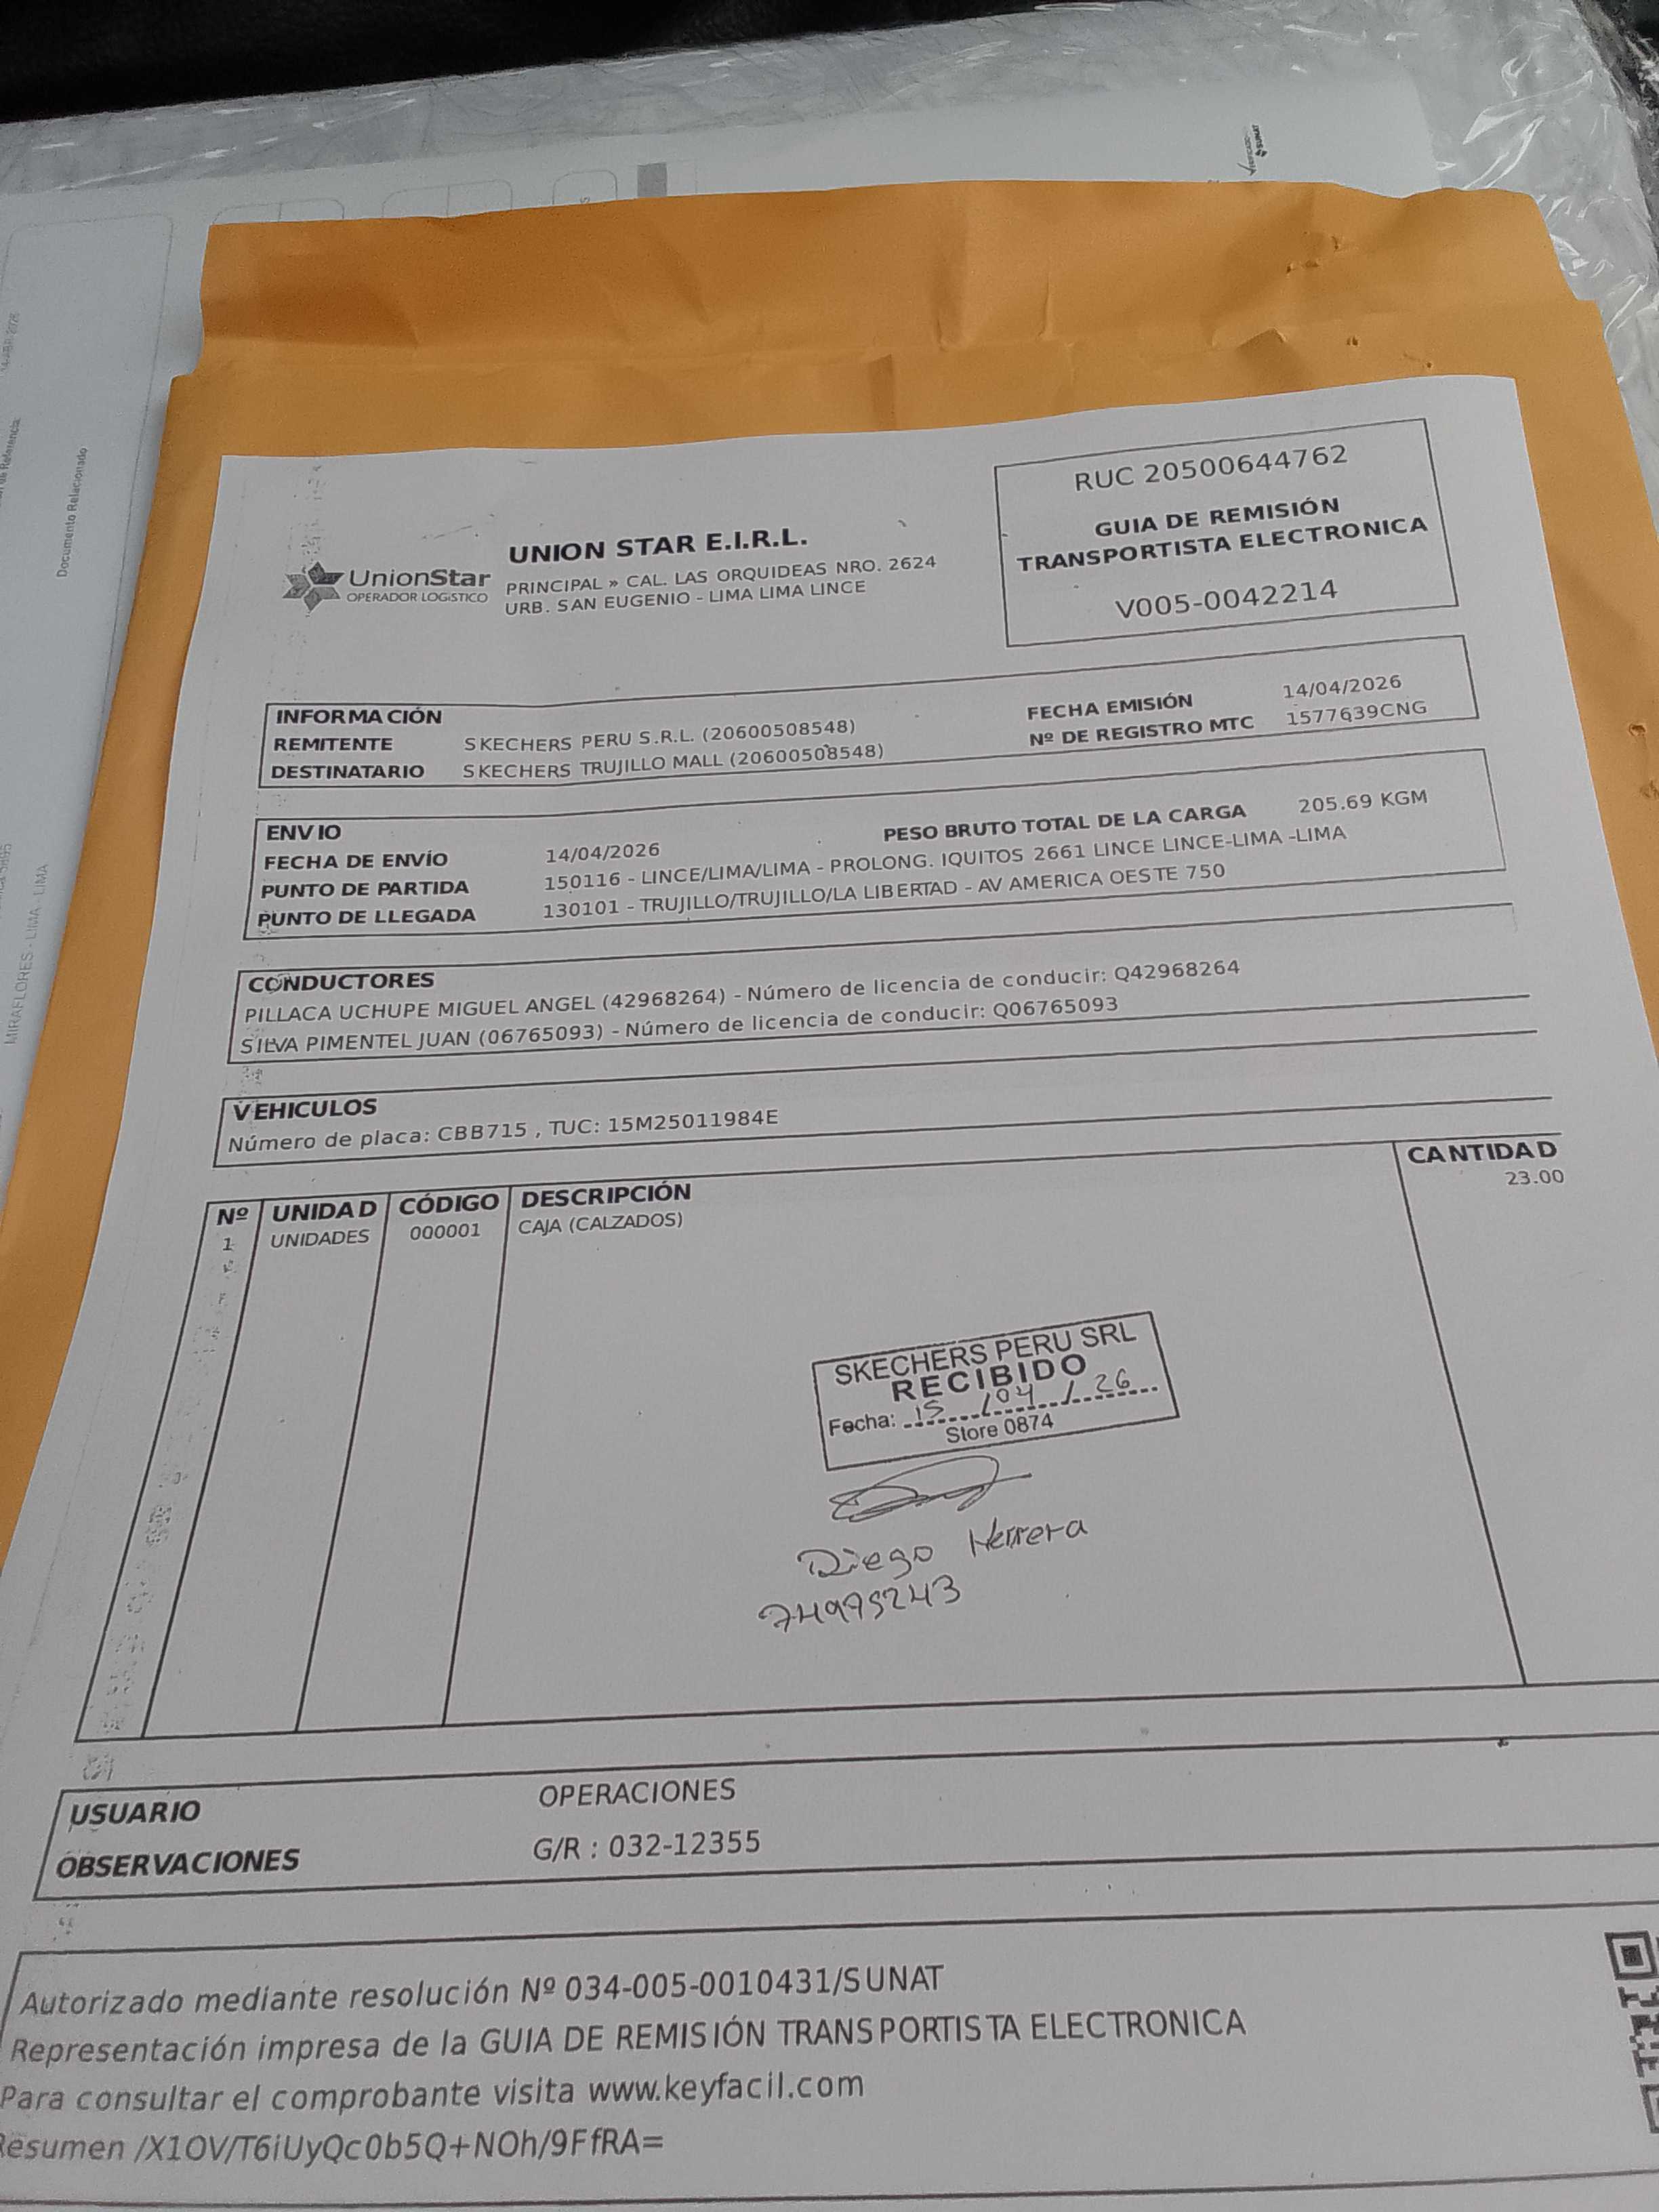 VERIFICADO
SUNAT
Documento Relacionado
MIRAFLORES - LIMA - LIMA
RUC 20500644762
GUIA DE REMISIÓN
TRANSPORTISTA ELECTRONICA
V005-0042214
UnionStar
OPERADOR LOGíSTICO
UNION STAR E.I.R.L.
PRINCIPAL » CAL. LAS ORQUIDEAS NRO. 2624
URB. SAN EUGENIO - LIMA LIMA LINCE
INFORMACIÓN
REMITENTE SKECHERS PERU S.R.L. (20600508548)
DESTINATARIO SKECHERS TRUJILLO MALL (20600508548)
FECHA EMISIÓN 14/04/2026
Nº DE REGISTRO MTC 1577639CNG
ENVIO
FECHA DE ENVÍO 14/04/2026 PESO BRUTO TOTAL DE LA CARGA 205.69 KGM
PUNTO DE PARTIDA 150116 - LINCE/LIMA/LIMA - PROLONG. IQUITOS 2661 LINCE LINCE-LIMA -LIMA
PUNTO DE LLEGADA 130101 - TRUJILLO/TRUJILLO/LA LIBERTAD - AV AMERICA OESTE 750
CONDUCTORES
PILLACA UCHUPE MIGUEL ANGEL (42968264) - Número de licencia de conducir: Q42968264
SILVA PIMENTEL JUAN (06765093) - Número de licencia de conducir: Q06765093
VEHICULOS
Número de placa: CBB715 , TUC: 15M25011984E
Nº UNIDAD CÓDIGO DESCRIPCIÓN CANTIDAD
1 UNIDADES 000001 CAJA (CALZADOS) 23.00
SKECHERS PERU SRL
RECIBIDO
Fecha: 15/04/26
Store 0874
Diego Herrera
74975243
USUARIO OPERACIONES
OBSERVACIONES G/R : 032-12355
Autorizado mediante resolución Nº 034-005-0010431/SUNAT
Representación impresa de la GUIA DE REMISIÓN TRANSPORTISTA ELECTRONICA
Para consultar el comprobante visita www.keyfacil.com
Resumen /X1OV/T6iUyQc0b5Q+NOh/9FfRA=